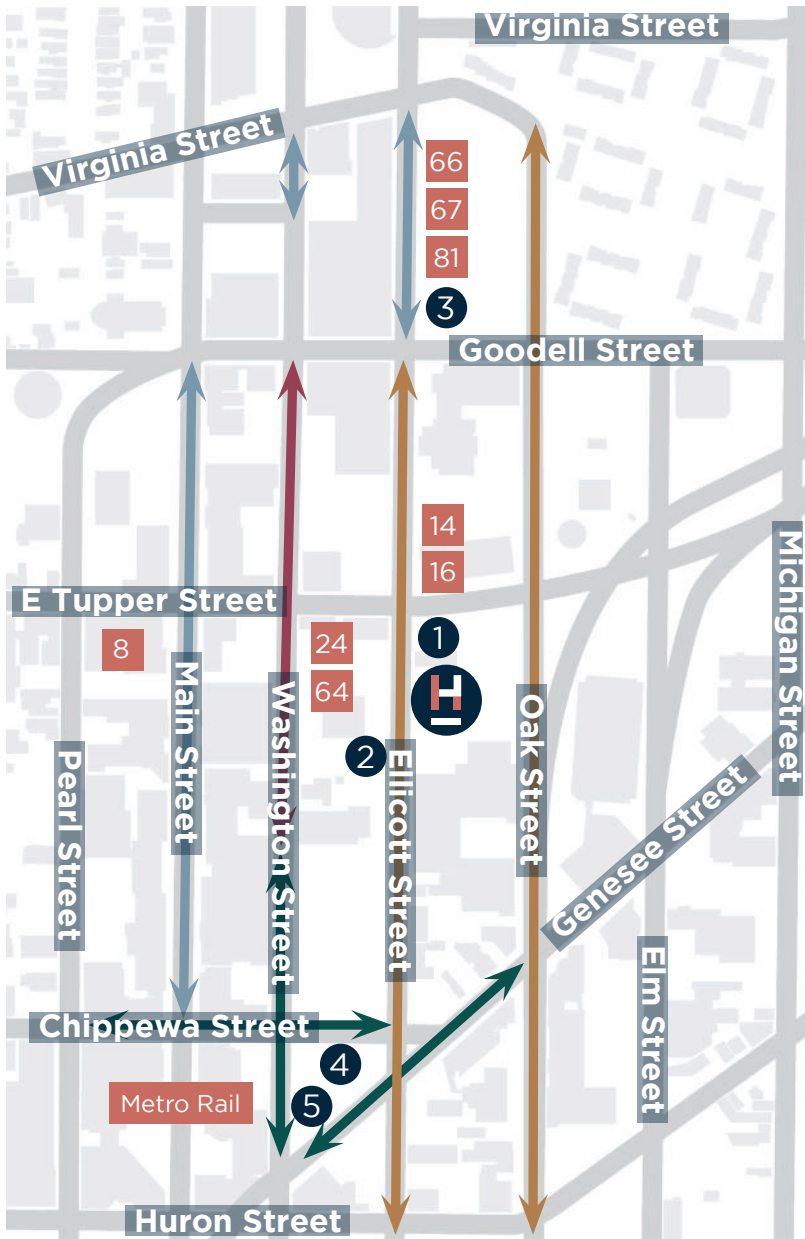 Virginia Street
Virginia Street
66
67
81
3
Goodell Street
14
16
E Tupper Street
1
24
8
64
H
2
Main Street
Washington Street
Ellicott Street
Oak Street
Pearl Street
Michigan Street
Genesee Street
Elm Street
Chippewa Street
4
Metro Rail
5
Huron Street